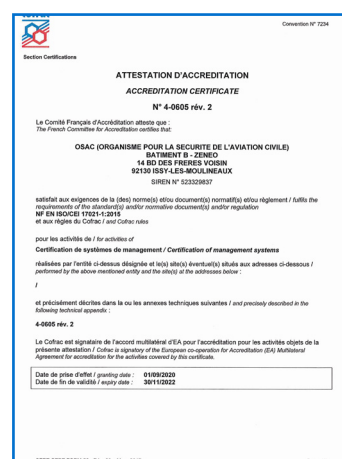 Convention N° 7234
Section Certifications
ATTESTATION D'ACCREDITATION
ACCREDITATION CERTIFICATE
N° 4-0605 rév. 2
Le Comité Français d'Accréditation atteste que :
The French Committee for Accreditation certifies that:
OSAC (ORGANISME POUR LA SECURITE DE L'AVIATION CIVILE)
BATIMENT B - ZENEO
14 BD DES FRERES VOISIN
92130 ISSY-LES-MOULINEAUX
SIREN N° 523329837
satisfait aux exigences de la (des) norme(s) et/ou document(s) normatif(s) et/ou règlement / fulfils the
requirements of the standard(s) and/or normative document(s) and/or regulation
NF EN ISO/CEI 17021-1:2015
et aux règles du Cofrac / and Cofrac rules
pour les activités de / for activities of
Certification de systèmes de management / Certification of management systems
réalisées par l'entité ci-dessus désignée et le(s) site(s) éventuel(s) situés aux adresses ci-dessous /
performed by the above mentioned entity and the site(s) at the addresses below :
/
et précisément décrites dans la ou les annexes techniques suivantes / and precisely described in the
following technical appendix :
4-0605 rév. 2
Le Cofrac est signataire de l'accord multilatéral d'EA pour l'accréditation pour les activités objets de la
présente attestation / Cofrac is signatory of the European co-operation for Accreditation (EA) Multilateral
Agreement for accreditation for the activities covered by this certificate.
Date de prise d'effet / granting date : 01/09/2020
Date de fin de validité / expiry date : 30/11/2022